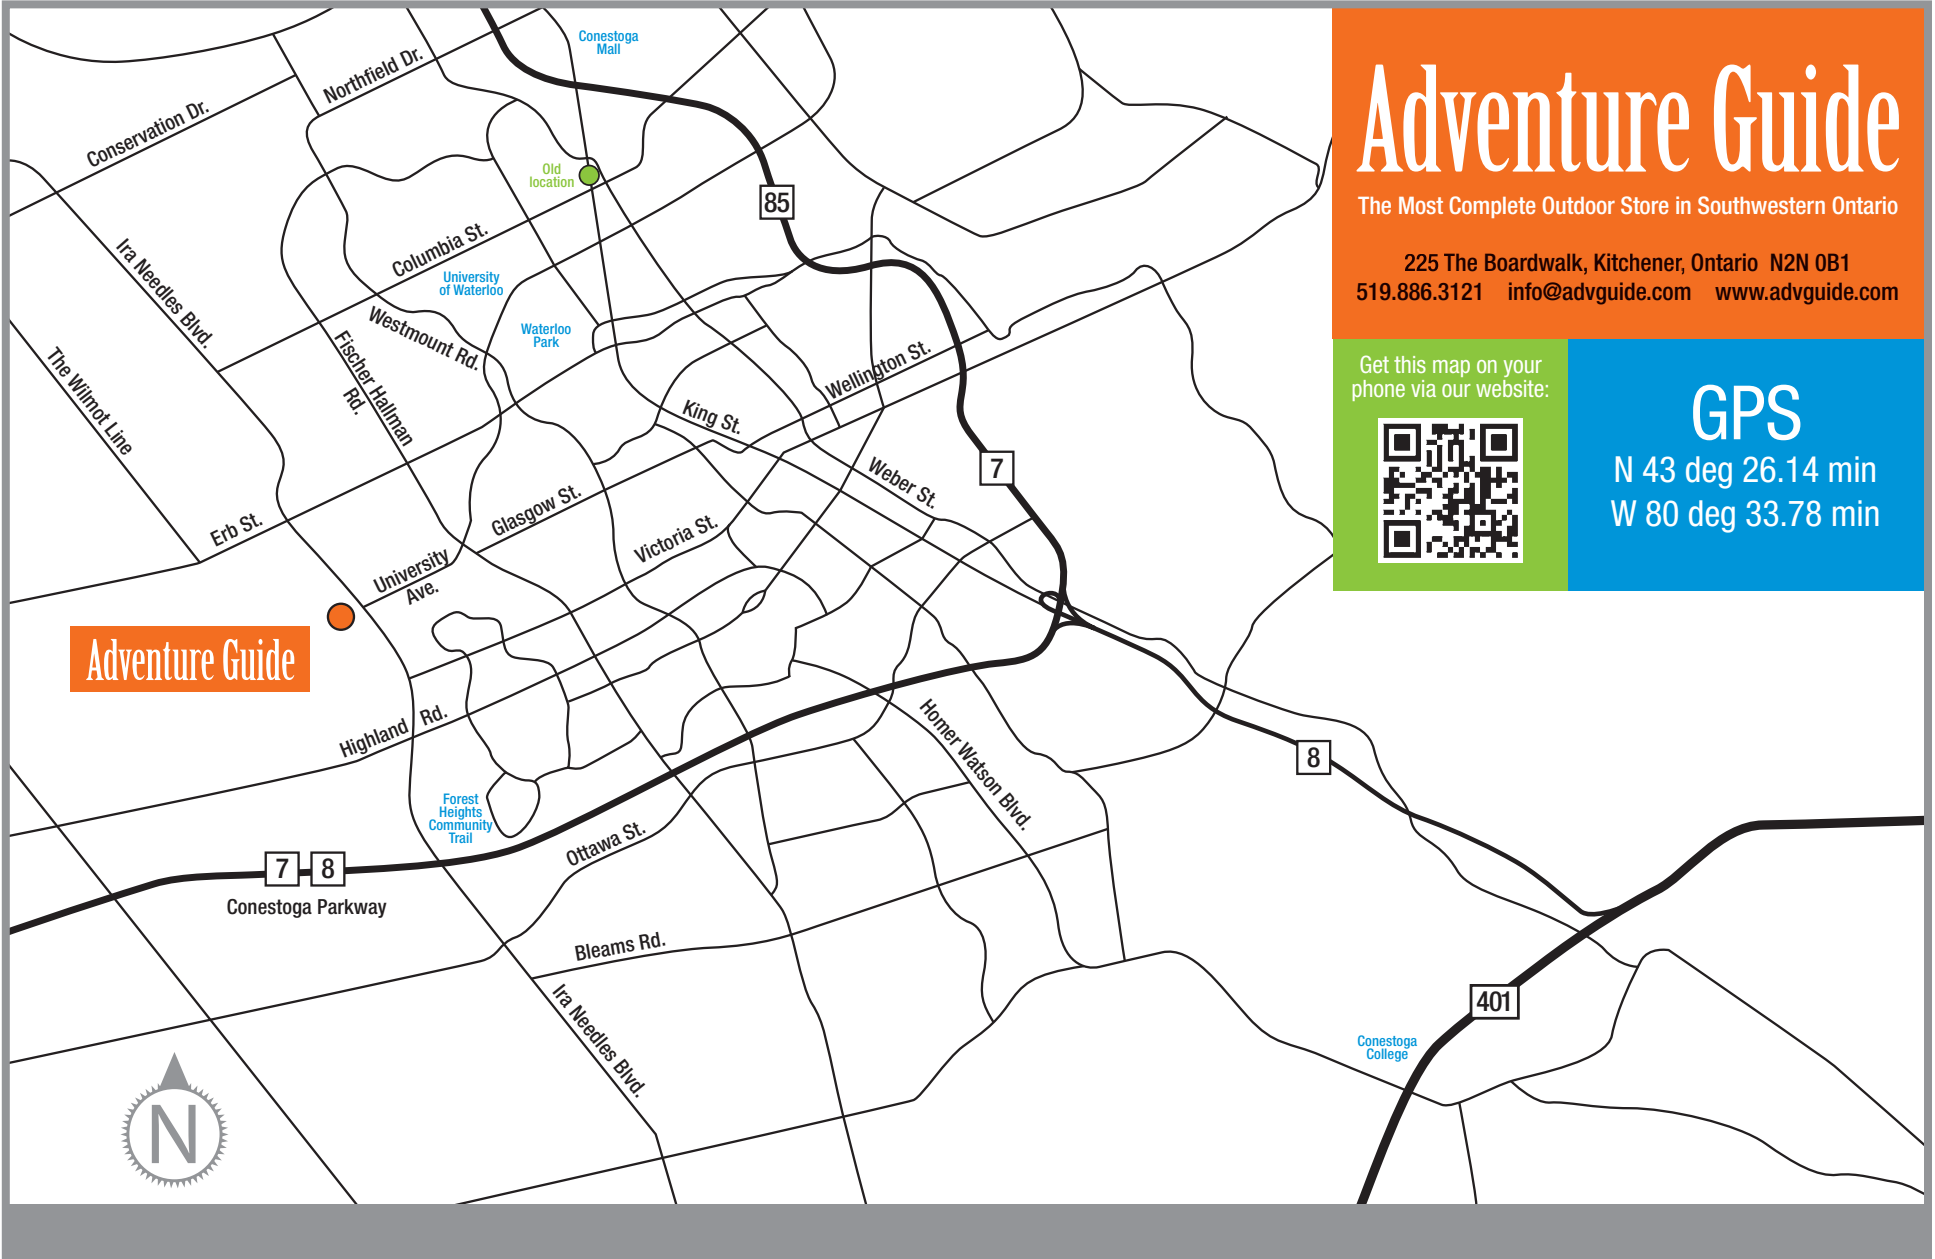 Adventure Guide
The Most Complete Outdoor Store in Southwestern Ontario
225 The Boardwalk, Kitchener, Ontario N2N 0B1
519.886.3121 info@advguide.com www.advguide.com
Get this map on your
phone via our website:
GPS
N 43 deg 26.14 min
W 80 deg 33.78 min
Conestoga
Mall
Northfield Dr.
Conservation Dr.
Old
location
85
Columbia St.
Ira Needles Blvd.
University
of Waterloo
Westmount Rd.
Waterloo
Park
Fischer Hallman
Rd.
The Wilmot Line
Wellington St.
King St.
7
Weber St.
Glasgow St.
Erb St.
Victoria St.
University
Ave.
Adventure Guide
Highland Rd.
Homer Watson Blvd.
8
Forest
Heights
Community
Trail
Ottawa St.
7
8
Conestoga Parkway
Bleams Rd.
Ira Needles Blvd.
401
Conestoga
College
N